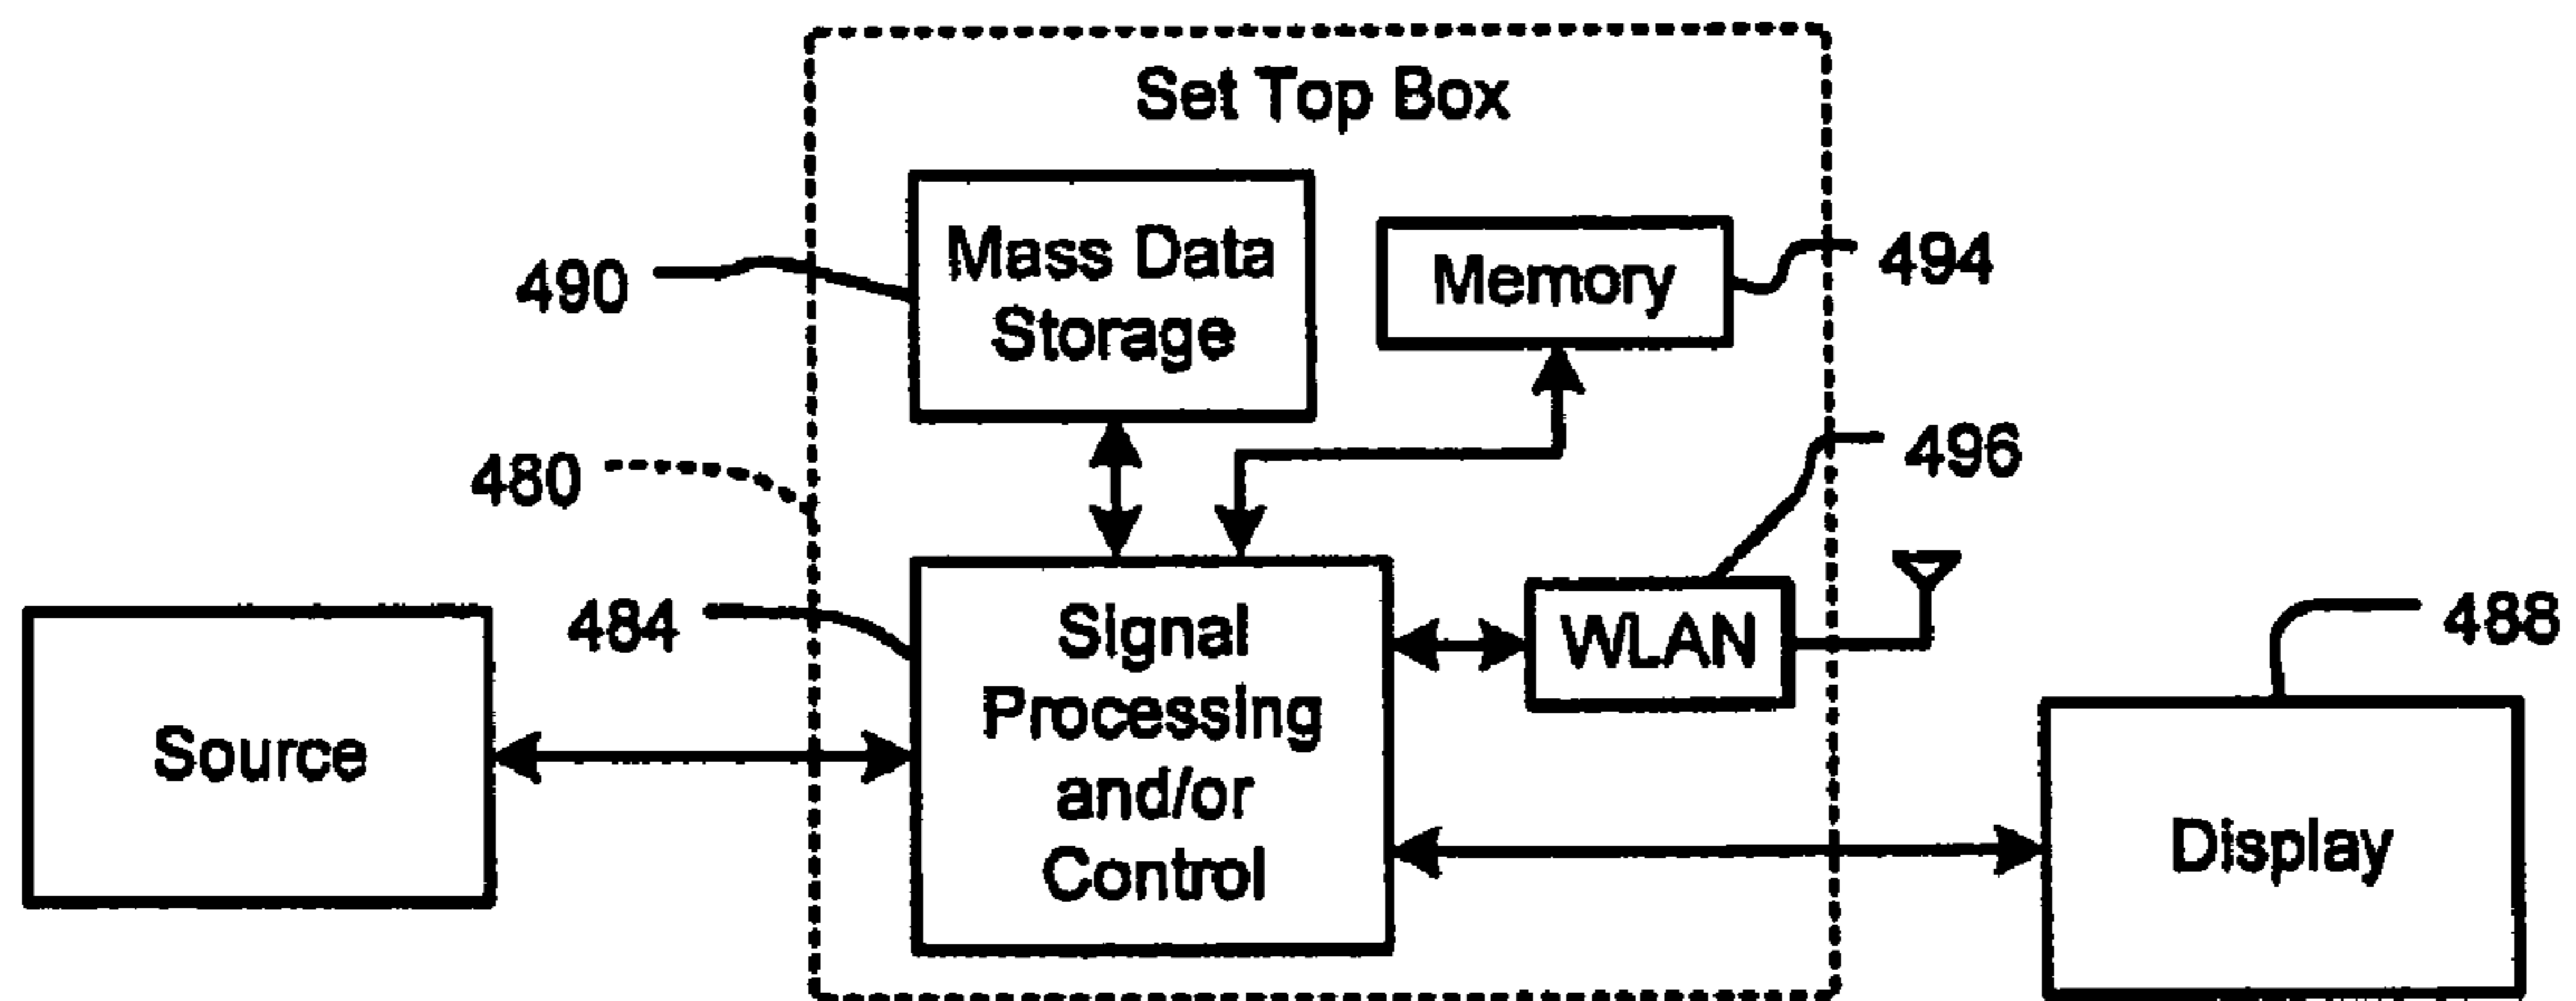 Set Top Box
Mass Data
Storage
490
Memory
494
480
496
484
Signal
Processing
and/or
Control
WLAN
488
Source
Display